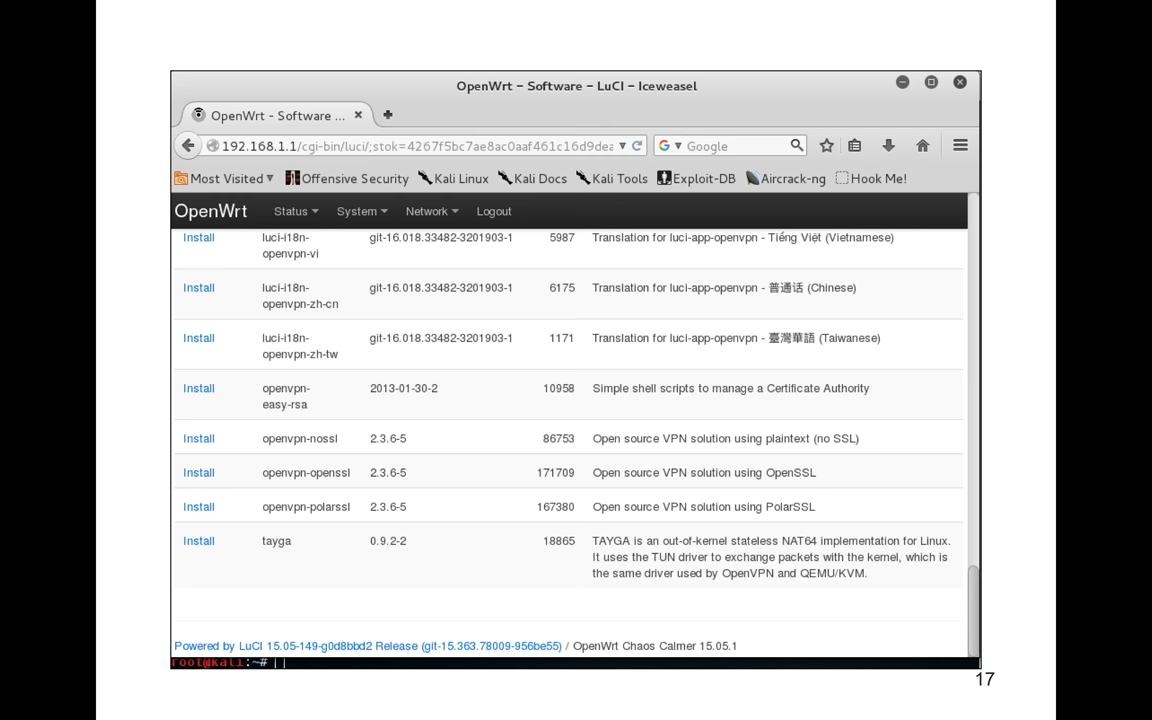 OpenWrt - Software - LuCI - Iceweasel
OpenWrt - Software ...
192.168.1.1/cgi-bin/luci/;stok=4267f5bc7ae8ac0aaf461c16d9dea
Google
Most Visited
Offensive Security
Kali Linux
Kali Docs
Kali Tools
Exploit-DB
Aircrack-ng
Hook Me!
OpenWrt Status System Network Logout
Install luci-i18n- git-16.018.33482-3201903-1 5987 Translation for luci-app-openvpn - Tiếng Việt (Vietnamese)
openvpn-vi
Install luci-i18n- git-16.018.33482-3201903-1 6175 Translation for luci-app-openvpn - 普通话 (Chinese)
openvpn-zh-cn
Install luci-i18n- git-16.018.33482-3201903-1 1171 Translation for luci-app-openvpn - 臺灣華語 (Taiwanese)
openvpn-zh-tw
Install openvpn- 2013-01-30-2 10958 Simple shell scripts to manage a Certificate Authority
easy-rsa
Install openvpn-nossl 2.3.6-5 86753 Open source VPN solution using plaintext (no SSL)
Install openvpn-openssl 2.3.6-5 171709 Open source VPN solution using OpenSSL
Install openvpn-polarssl 2.3.6-5 167380 Open source VPN solution using PolarSSL
Install tayga 0.9.2-2 18865 TAYGA is an out-of-kernel stateless NAT64 implementation for Linux.
It uses the TUN driver to exchange packets with the kernel, which is
the same driver used by OpenVPN and QEMU/KVM.
Powered by LuCI 15.05-149-g0d8bbd2 Release (git-15.363.78009-956be55) / OpenWrt Chaos Calmer 15.05.1
root@kali:~#
17